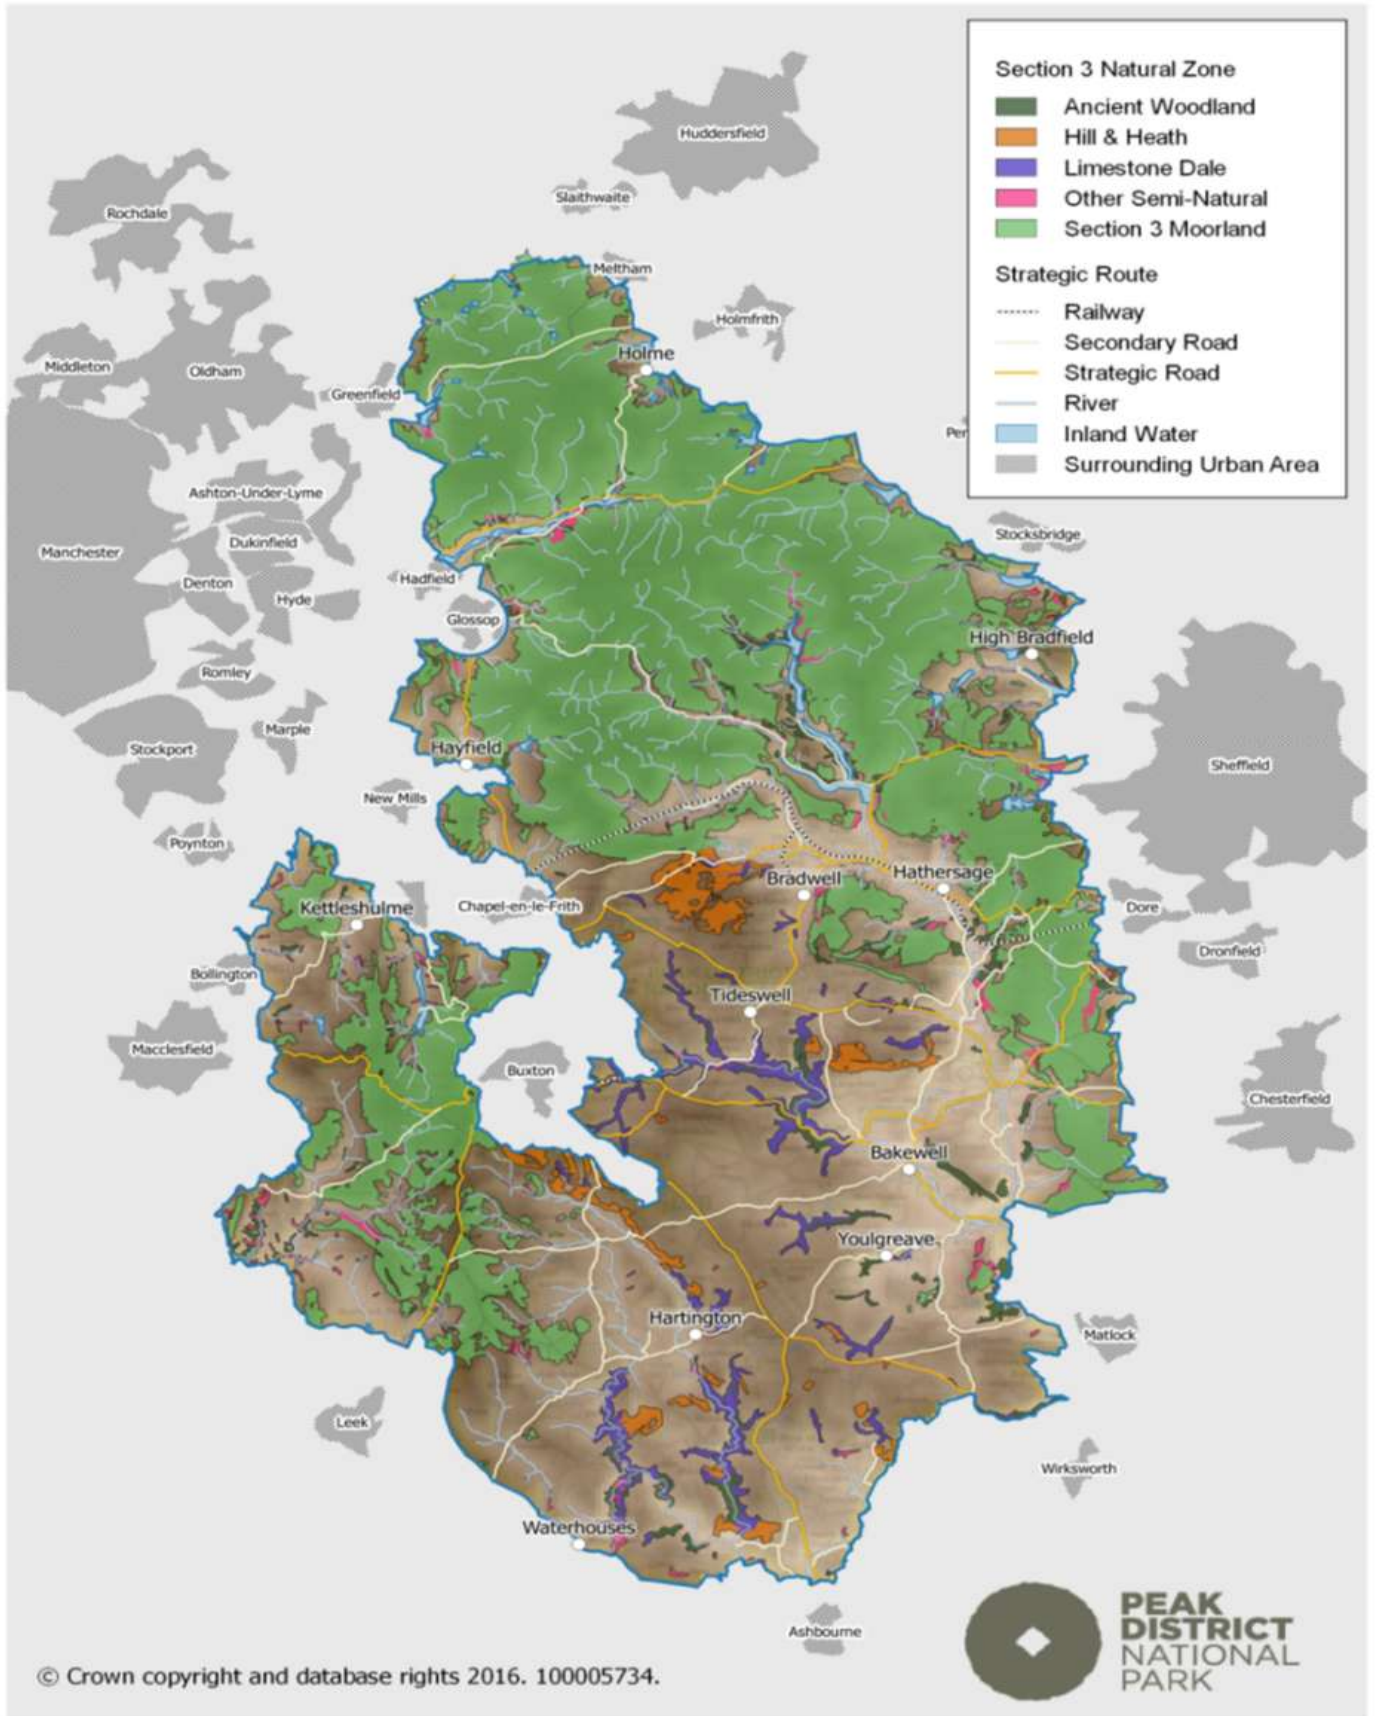 Section 3 Natural Zone
Ancient Woodland
Hill & Heath
Limestone Dale
Other Semi-Natural
Section 3 Moorland
Strategic Route
Railway
Secondary Road
Strategic Road
River
Inland Water
Surrounding Urban Area
Huddersfield
Slaithwaite
Rochdale
Meltham
Holmfrith
Holme
Middleton
Oldham
Greenfield
Per
Ashton-Under-Lyme
Stocksbridge
Dukinfield
Manchester
Hadfield
Denton
Hyde
Glossop
High Bradfield
Romley
Marple
Hayfield
Stockport
Sheffield
New Mills
Poynton
Bradwell
Hathersage
Kettleshulme
Chapel-en-le-Frith
Dore
Dronfield
Bollington
Tideswell
Macclesfield
Buxton
Chesterfield
Bakewell
Youlgreave
Hartington
Matlock
Leek
Wirksworth
Waterhouses
Ashbourne
PEAK
DISTRICT
NATIONAL
PARK
© Crown copyright and database rights 2016. 100005734.